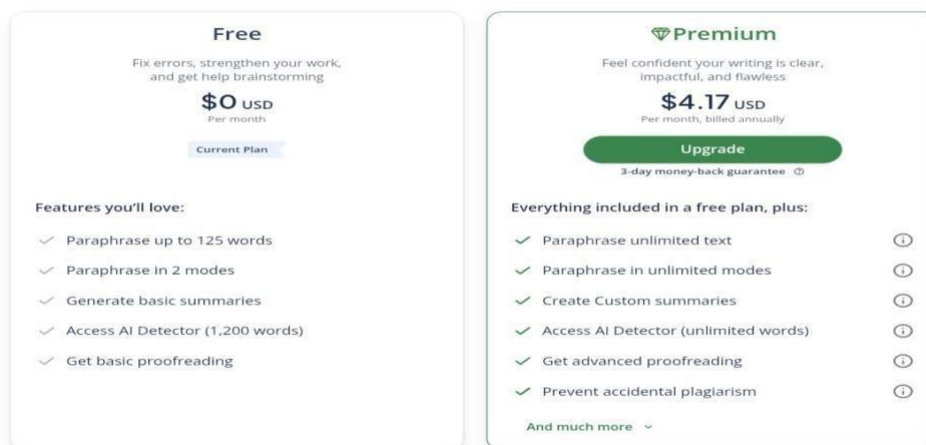 Free
Fix errors, strengthen your work,
and get help brainstorming
$0 USD
Per month
Current Plan
Features you'll love:
Paraphrase up to 125 words
Paraphrase in 2 modes
Generate basic summaries
Access AI Detector (1,200 words)
Get basic proofreading
Premium
Feel confident your writing is clear,
impactful, and flawless
$4.17 USD
Per month, billed annually
Upgrade
3-day money-back guarantee
Everything included in a free plan, plus:
Paraphrase unlimited text
Paraphrase in unlimited modes
Create Custom summaries
Access AI Detector (unlimited words)
Get advanced proofreading
Prevent accidental plagiarism
And much more